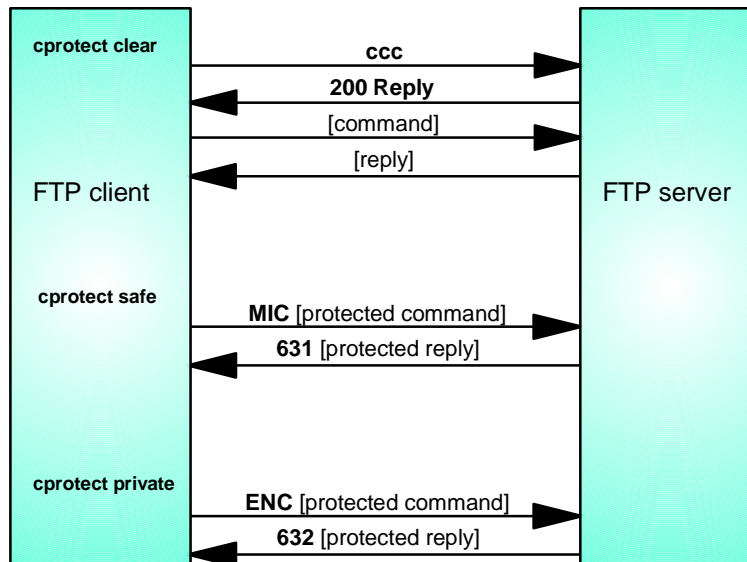 cprotect clear
ccc
200 Reply
[command]
[reply]
FTP client
FTP server
cprotect safe
MIC [protected command]
631 [protected reply]
cprotect private
ENC [protected command]
632 [protected reply]